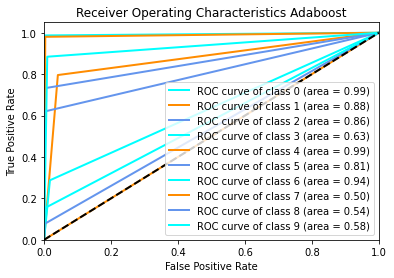 Receiver Operating Characteristics Adaboost
True Positive Rate
1.0
0.8
0.6
0.4
0.2
0.0
ROC curve of class 0 (area = 0.99)
ROC curve of class 1 (area = 0.88)
ROC curve of class 2 (area = 0.86)
ROC curve of class 3 (area = 0.63)
ROC curve of class 4 (area = 0.99)
ROC curve of class 5 (area = 0.81)
ROC curve of class 6 (area = 0.94)
ROC curve of class 7 (area = 0.50)
ROC curve of class 8 (area = 0.54)
ROC curve of class 9 (area = 0.58)
0.0 0.2 0.4 0.6 0.8 1.0
False Positive Rate